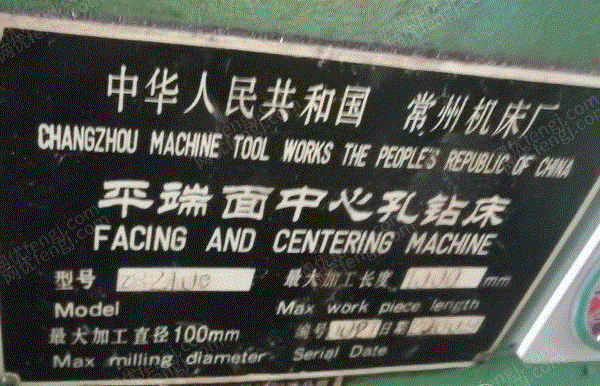 中华人民共和国 常州机床厂
CHANGZHOU MACHINE TOOL WORKS THE PEOPLE'S REPUBLIC OF CHINA
平端面中心孔钻床
FACING AND CENTERING MACHINE
型号 最大加工长度 mm
Model Max work piece length
最大加工直径100mm 编号 日期
Max milling diameter Serial Date